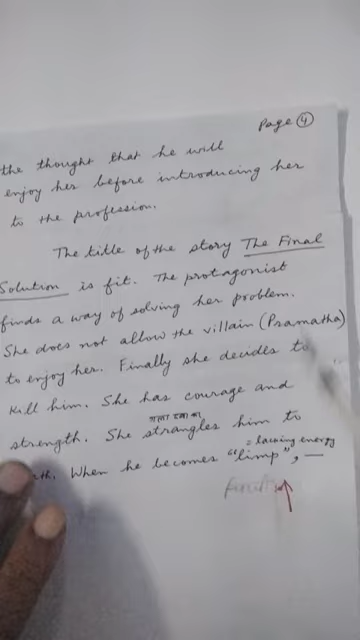 Page ④
the thought that he will
enjoy her before introducing her
to the profession.
The title of the story The Final
Solution is fit. The protagonist
finds a way of solving her problem.
She does not allow the villain (Pramatha)
to enjoy her. Finally she decides to
kill him. She has courage and
गला दबाकर
strength. She strangles him to
= lacking energy
When he becomes "limp", —